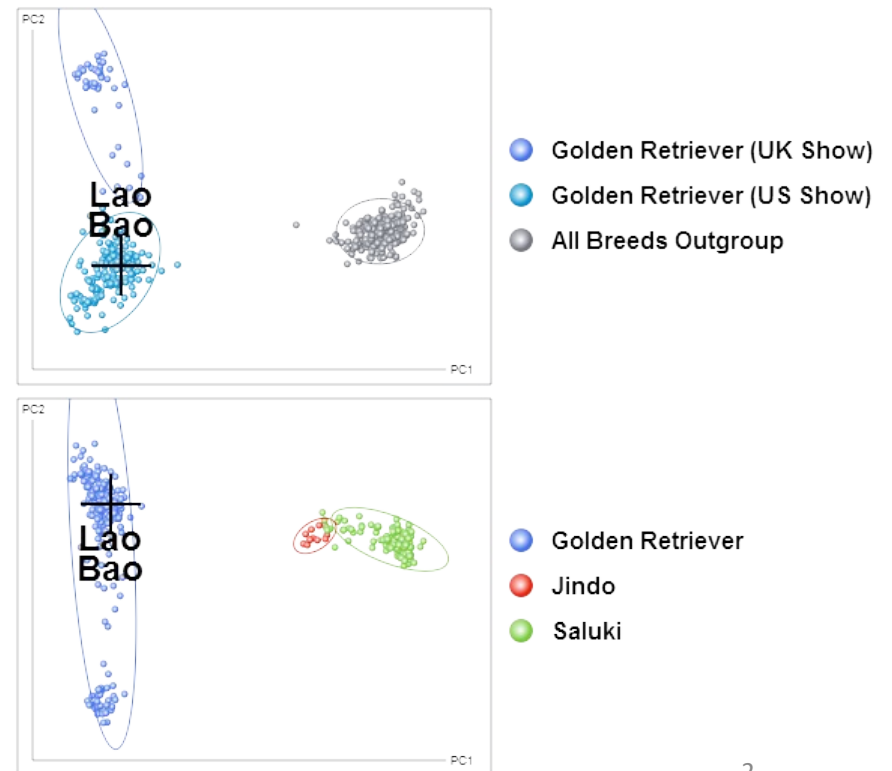 PC2
Lao
Bao
PC1
Golden Retriever (UK Show)
Golden Retriever (US Show)
All Breeds Outgroup
PC2
Lao
Bao
PC1
Golden Retriever
Jindo
Saluki